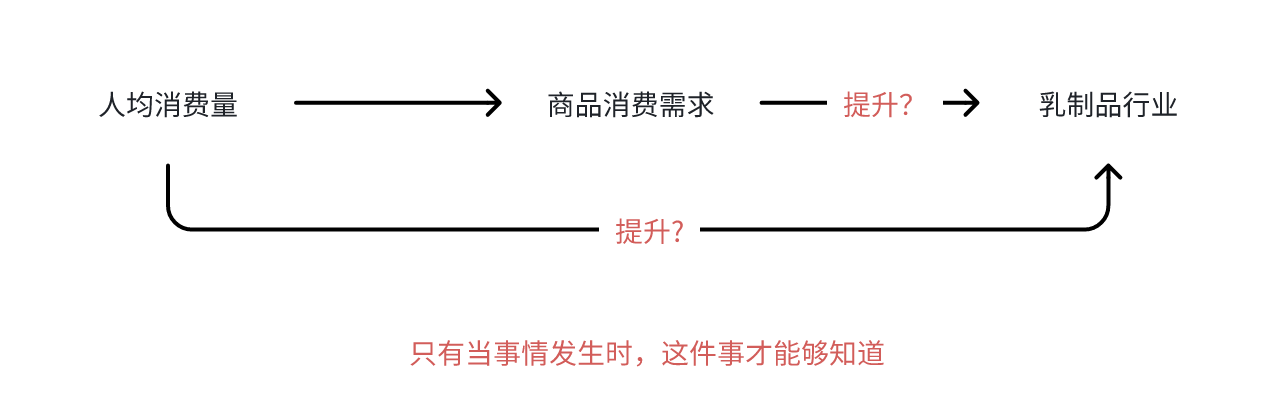 人均消费量
商品消费需求
提升？
乳制品行业
提升?
只有当事情发生时，这件事才能够知道